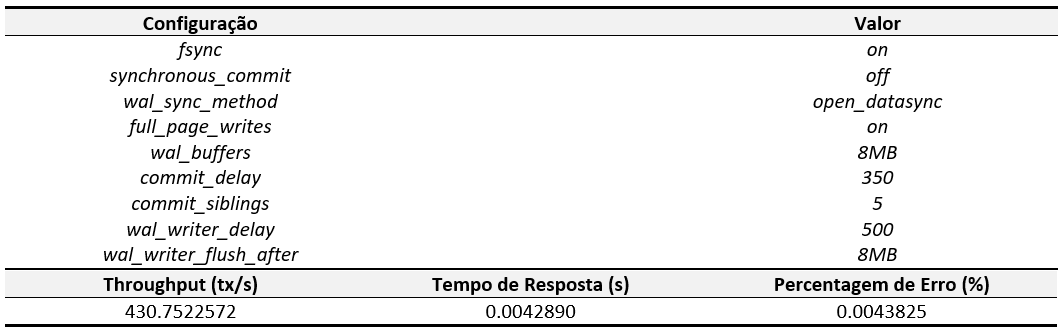 Configuração Valor
fsync on
synchronous_commit off
wal_sync_method open_datasync
full_page_writes on
wal_buffers 8MB
commit_delay 350
commit_siblings 5
wal_writer_delay 500
wal_writer_flush_after 8MB
Throughput (tx/s) Tempo de Resposta (s) Percentagem de Erro (%)
430.7522572 0.0042890 0.0043825